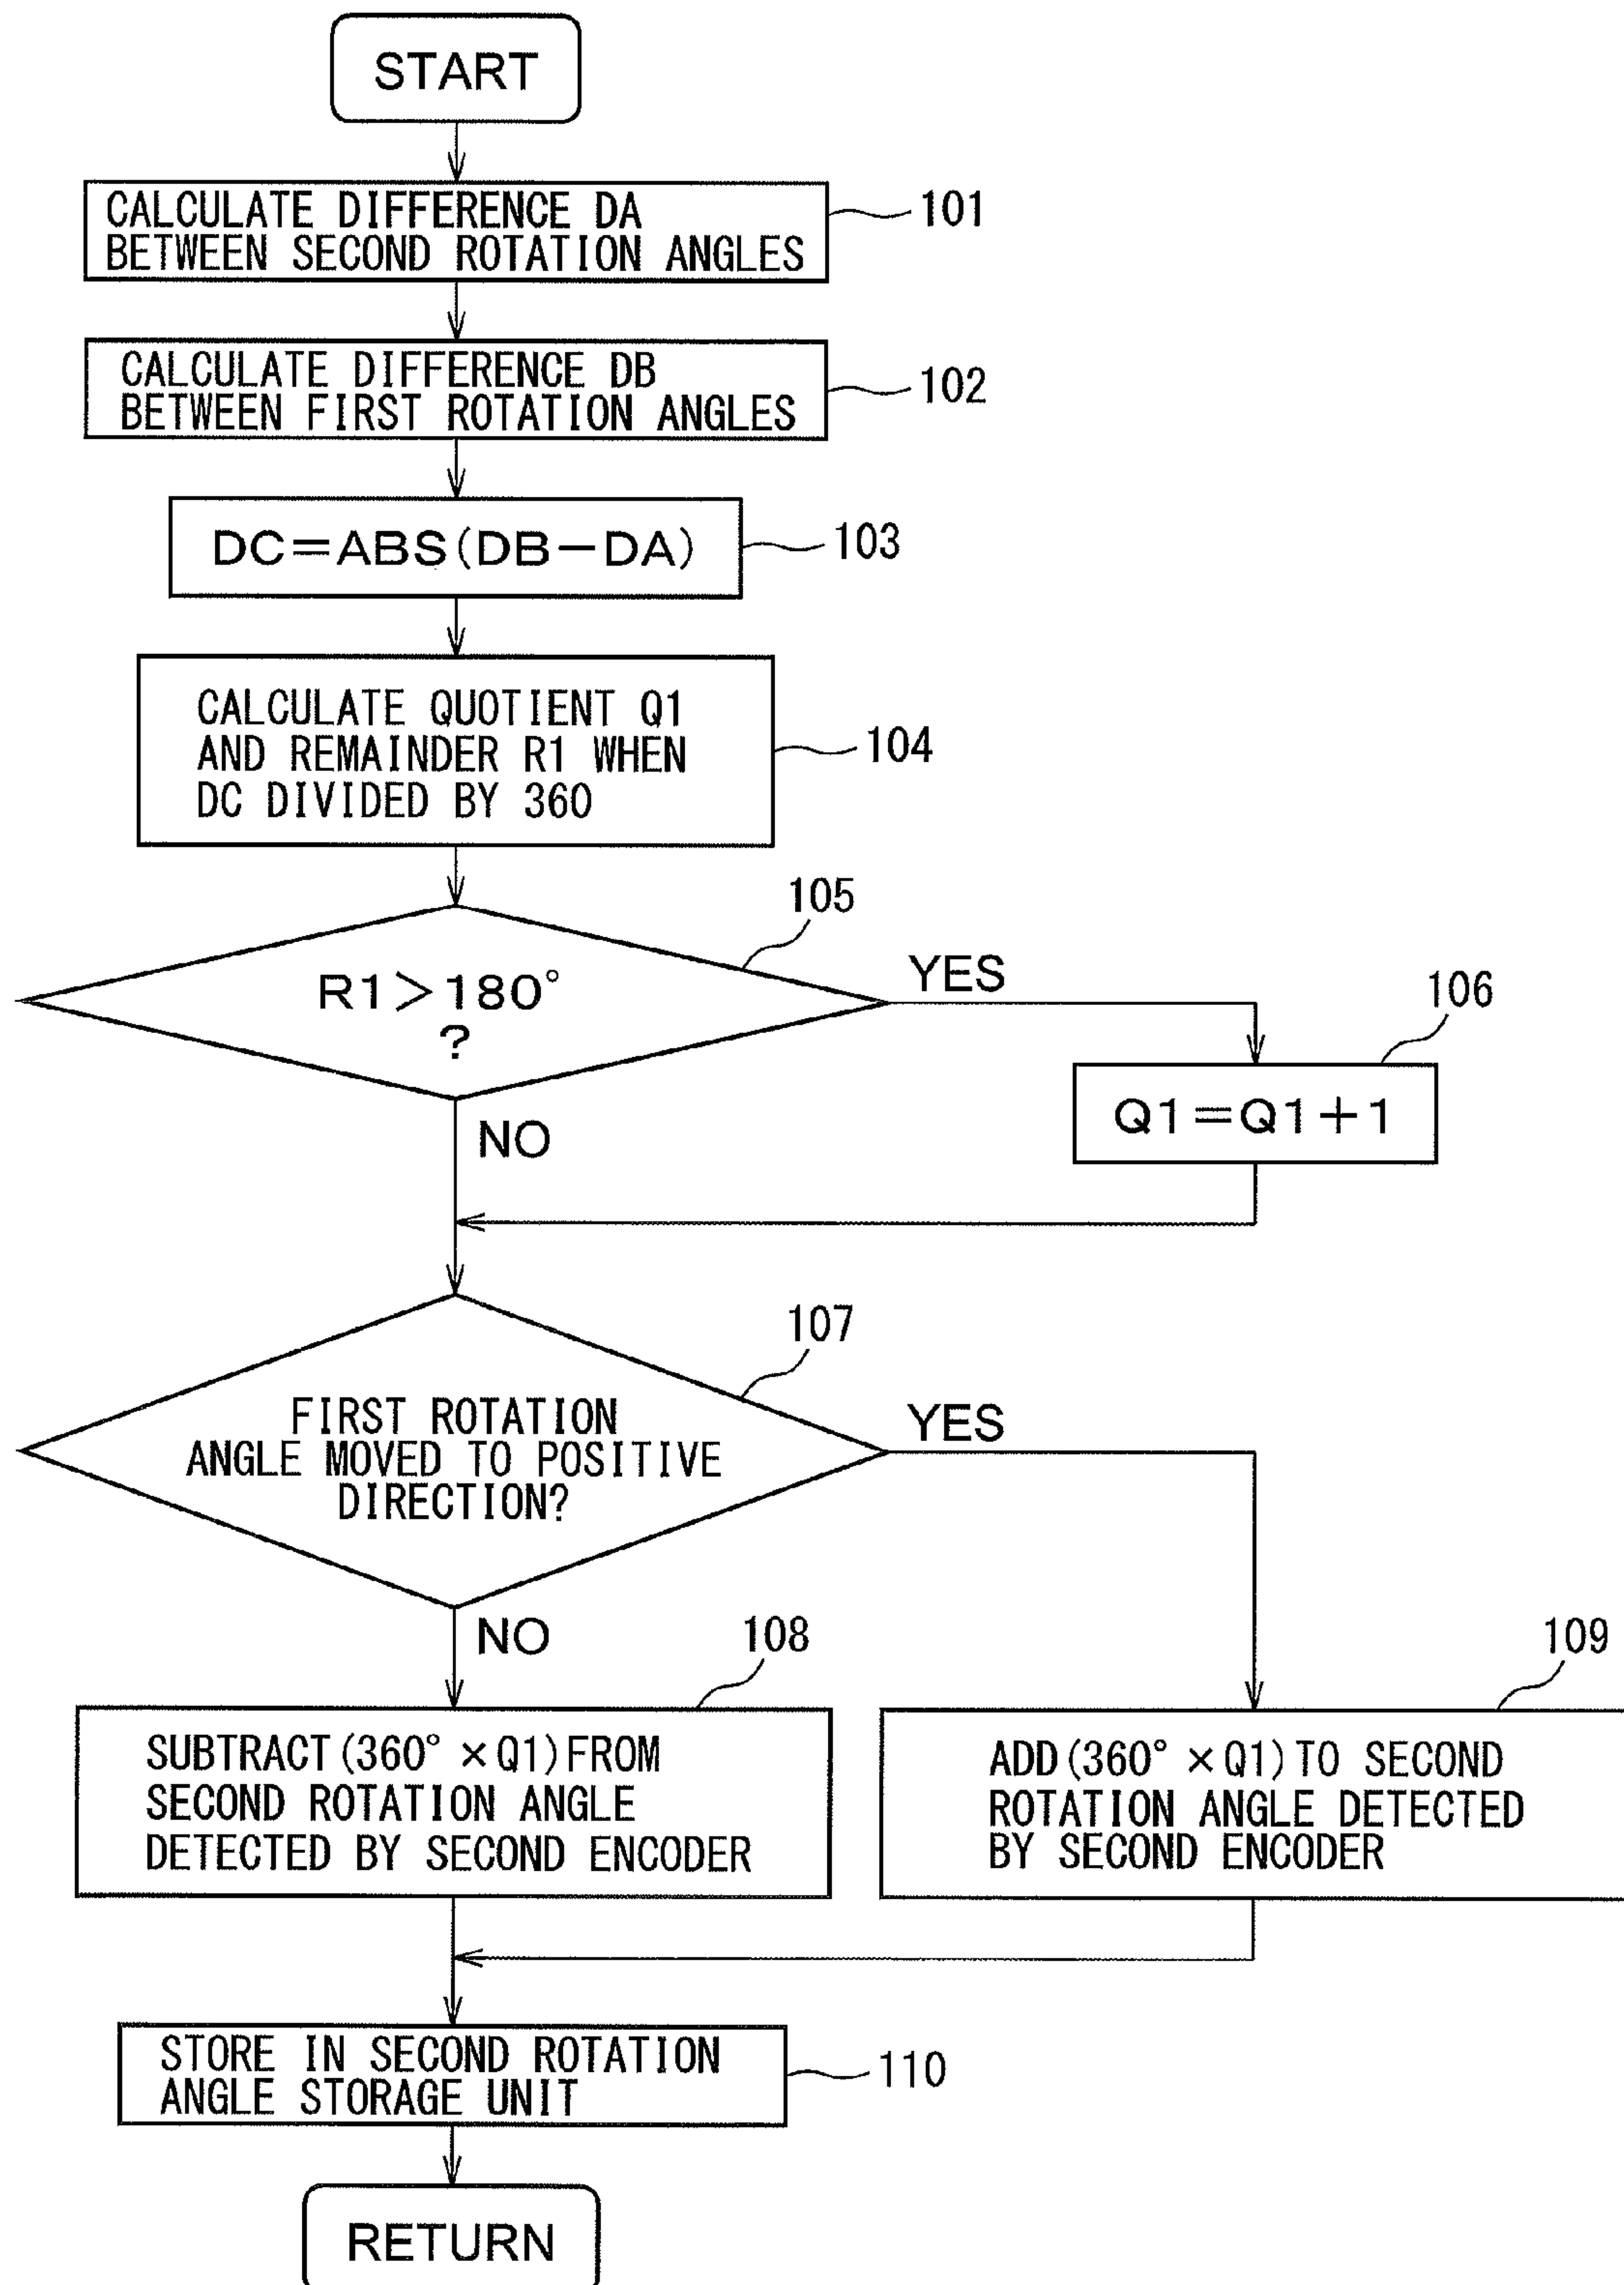 START
CALCULATE DIFFERENCE DA
BETWEEN SECOND ROTATION ANGLES
101
CALCULATE DIFFERENCE DB
BETWEEN FIRST ROTATION ANGLES
102
DC=ABS(DB-DA)
103
CALCULATE QUOTIENT Q1
AND REMAINDER R1 WHEN
DC DIVIDED BY 360
104
105
R1>180°
?
YES
106
Q1=Q1+1
NO
107
FIRST ROTATION
ANGLE MOVED TO POSITIVE
DIRECTION?
YES
NO
108
SUBTRACT(360° ×Q1)FROM
SECOND ROTATION ANGLE
DETECTED BY SECOND ENCODER
109
ADD(360° ×Q1)TO SECOND
ROTATION ANGLE DETECTED
BY SECOND ENCODER
STORE IN SECOND ROTATION
ANGLE STORAGE UNIT
110
RETURN